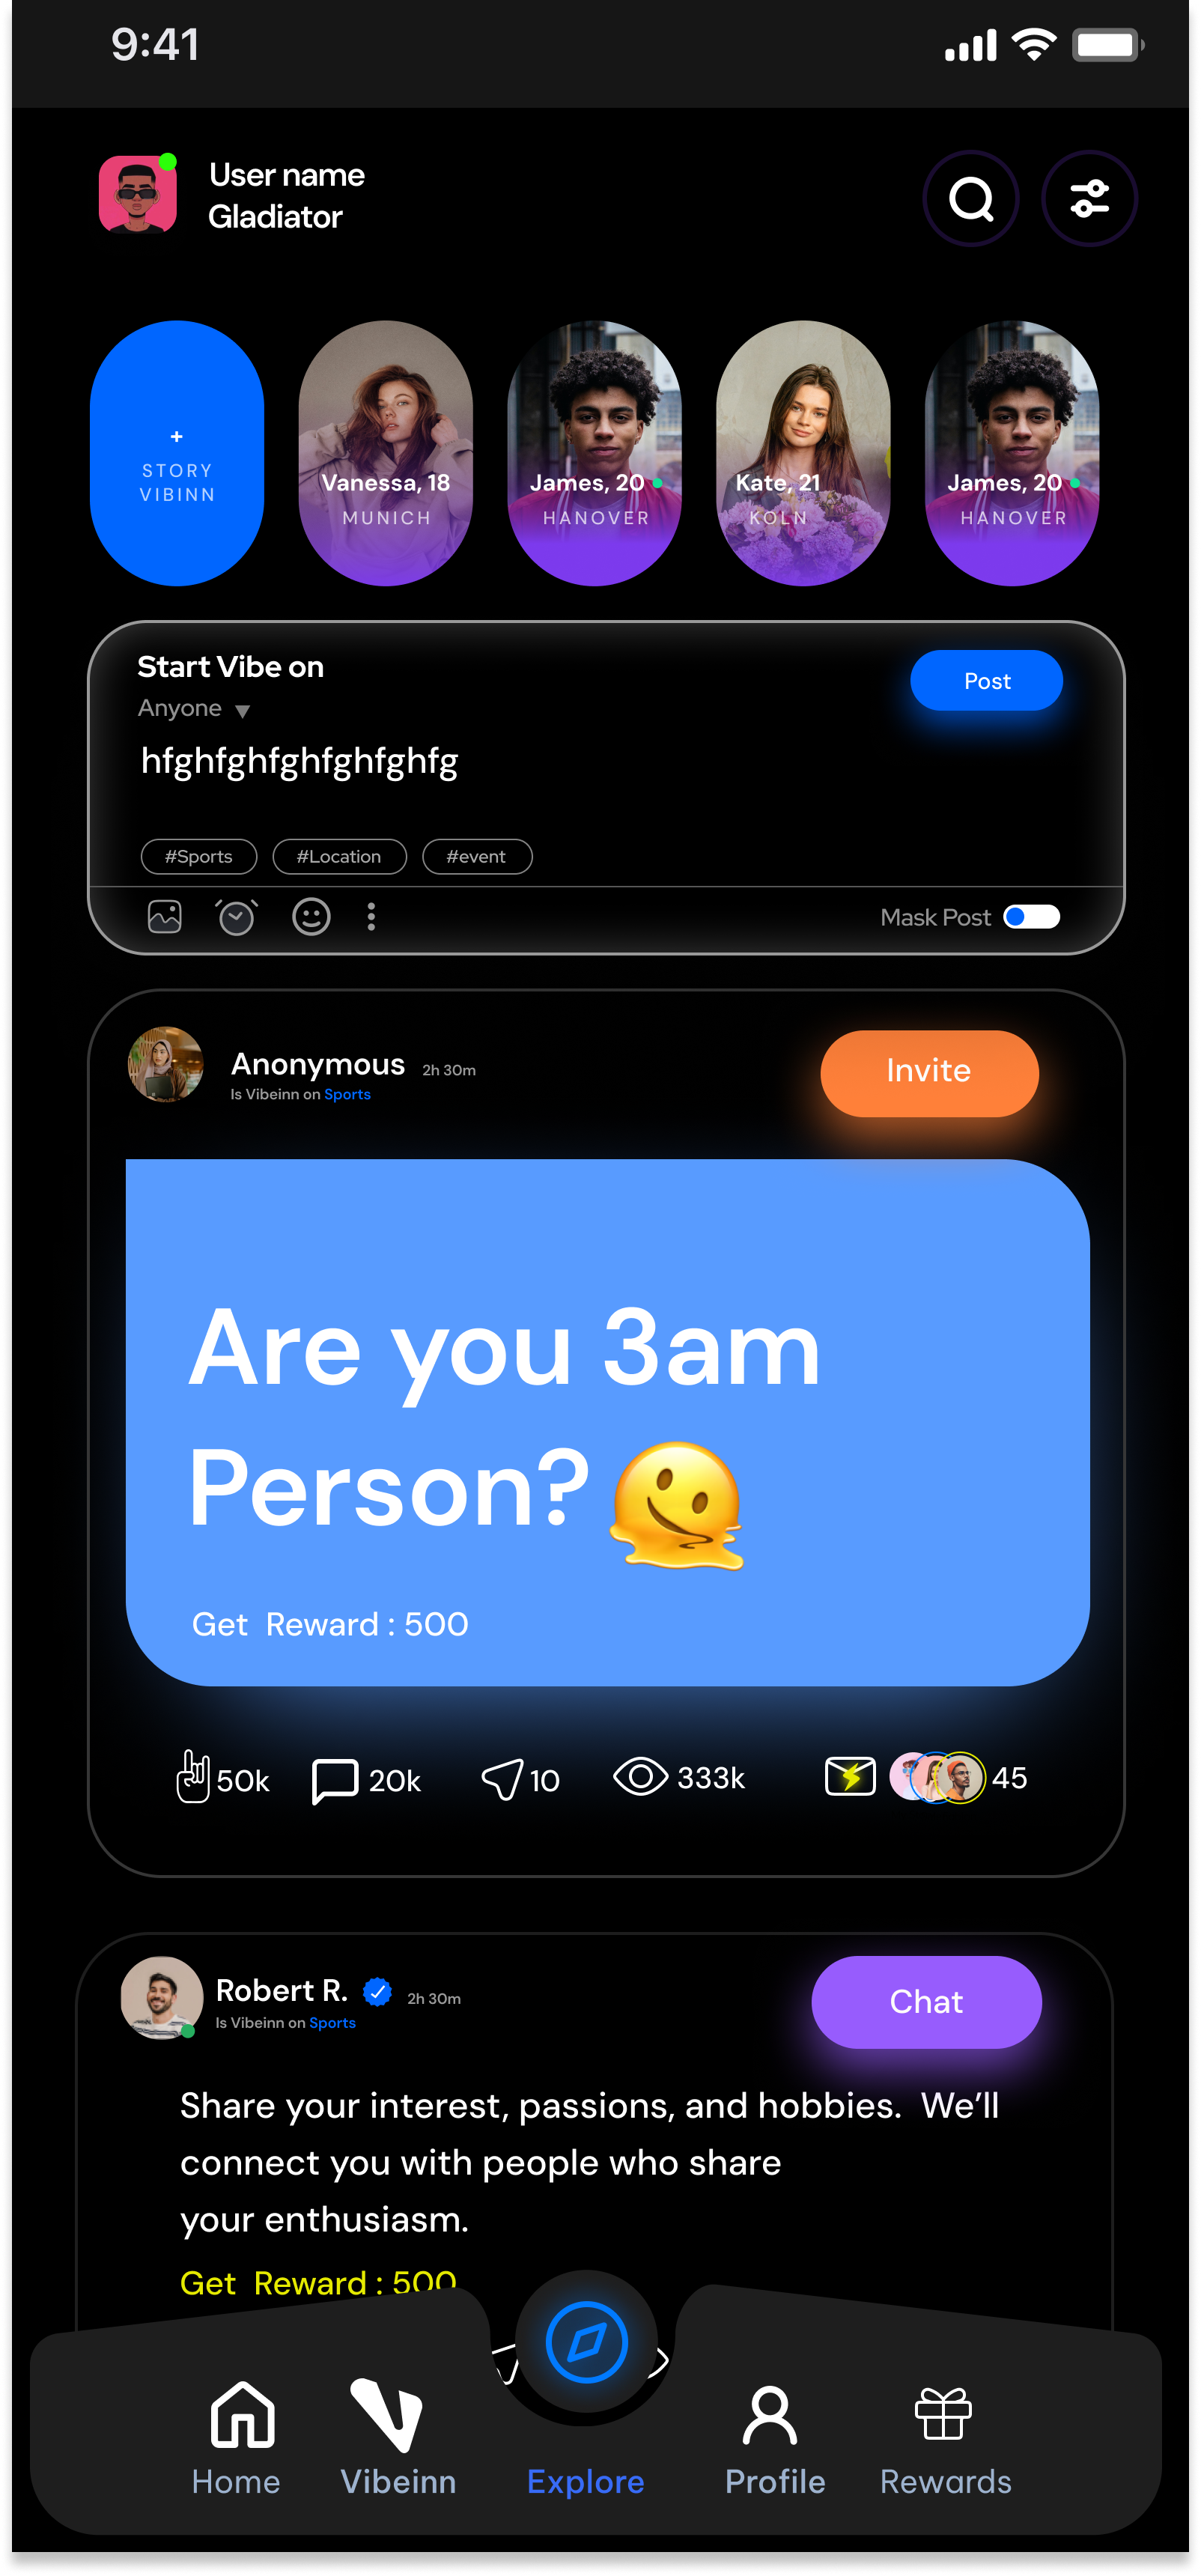 9:41
User name
Gladiator
+
STORY
VIBINN
Vanessa, 18
MUNICH
James, 20
HANOVER
Kate, 21
KOLN
James, 20
HANOVER
Start Vibe on
Post
Anyone
hfghfghfghfghfghfg
#Sports #Location #event
Mask Post
Anonymous 2h 30m
Is Vibeinn on Sports
Invite
Are you 3am
Person? 🫠
Get Reward : 500
50k 20k 10 333k 45
Robert R. 2h 30m
Is Vibeinn on Sports
Chat
Share your interest, passions, and hobbies. We’ll
connect you with people who share
your enthusiasm.
Get Reward : 500
Home Vibeinn Explore Profile Rewards